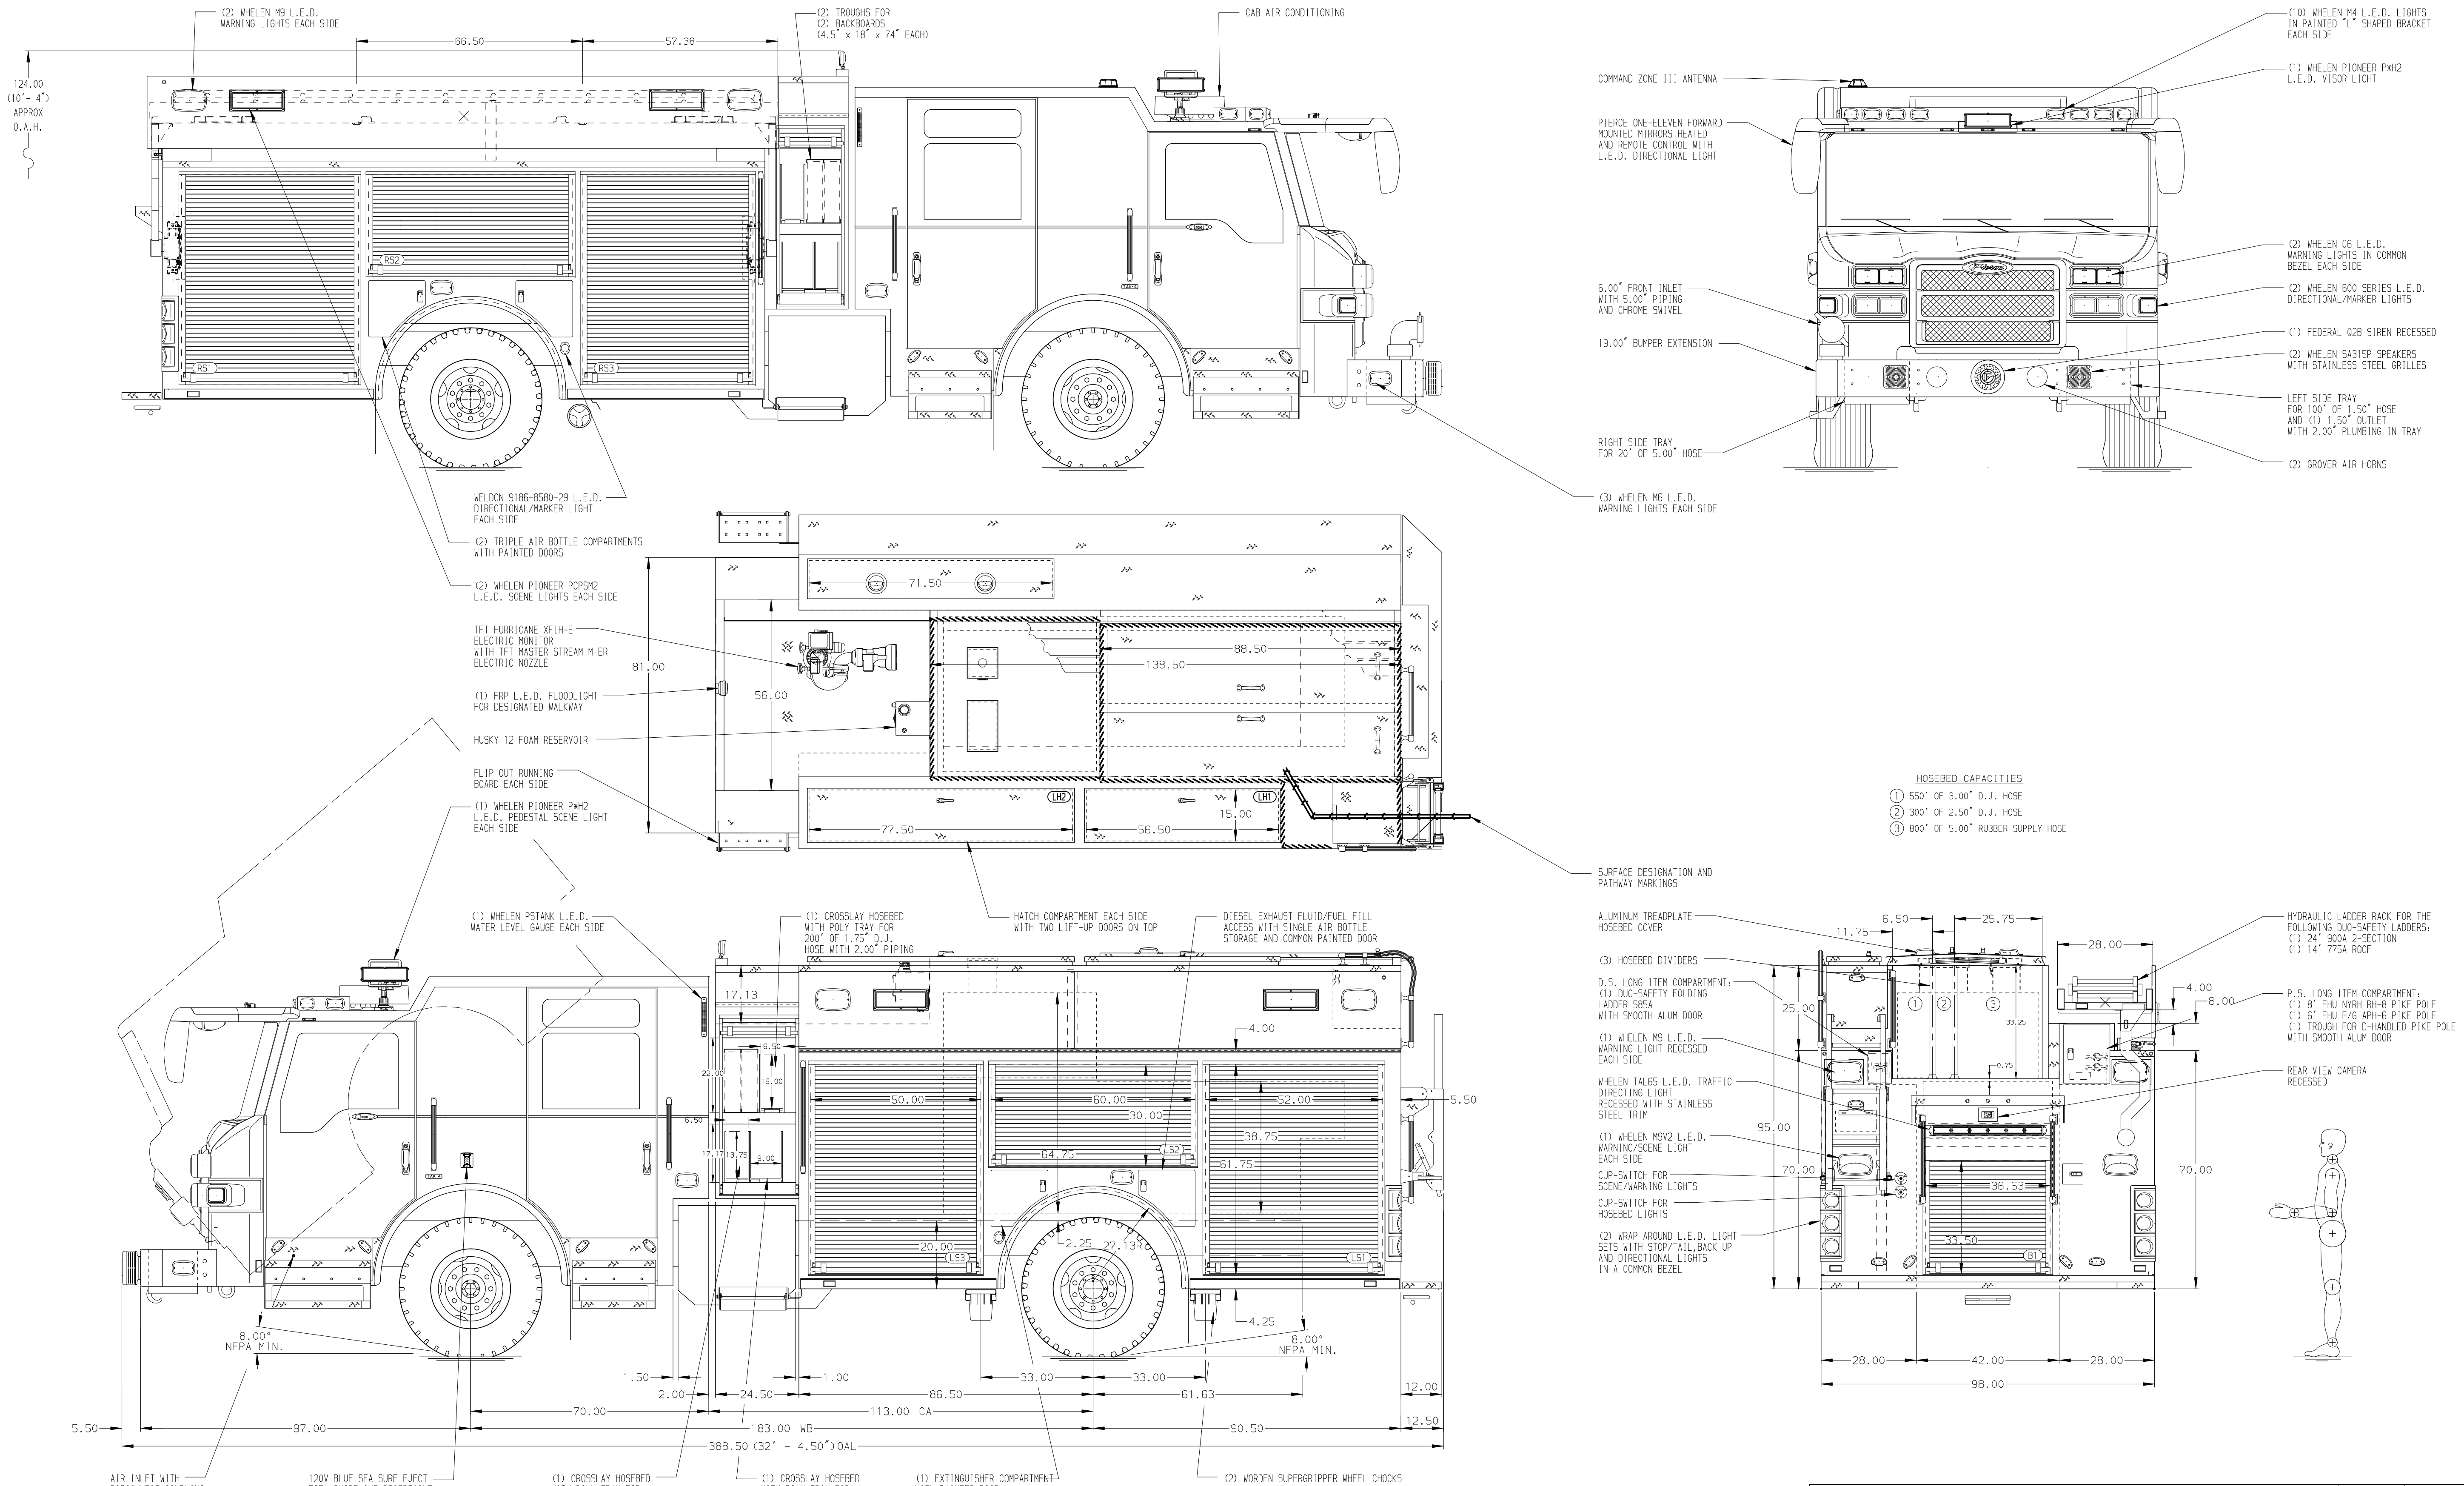 (2) WHELEN M9 L.E.D.
WARNING LIGHTS EACH SIDE
(2) TROUGHS FOR
(2) BACKBOARDS
(4.5" x 18" x 74" EACH)
CAB AIR CONDITIONING
66.50
57.38
124.00
(10'- 4")
APPROX
O.A.H.
RS2
RS1
RS3
TAK-4
WELDON 9186-8580-29 L.E.D.
DIRECTIONAL/MARKER LIGHT
EACH SIDE
(2) TRIPLE AIR BOTTLE COMPARTMENTS
WITH PAINTED DOORS
(2) WHELEN PIONEER PCPSM2
L.E.D. SCENE LIGHTS EACH SIDE
(3) WHELEN M6 L.E.D.
WARNING LIGHTS EACH SIDE
COMMAND ZONE III ANTENNA
PIERCE ONE-ELEVEN FORWARD
MOUNTED MIRRORS HEATED
AND REMOTE CONTROL WITH
L.E.D. DIRECTIONAL LIGHT
6.00" FRONT INLET
WITH 5.00" PIPING
AND CHROME SWIVEL
19.00" BUMPER EXTENSION
RIGHT SIDE TRAY
FOR 20' OF 5.00" HOSE
Pierce
(10) WHELEN M4 L.E.D. LIGHTS
IN PAINTED "L" SHAPED BRACKET
EACH SIDE
(1) WHELEN PIONEER P*H2
L.E.D. VISOR LIGHT
(2) WHELEN C6 L.E.D.
WARNING LIGHTS IN COMMON
BEZEL EACH SIDE
(2) WHELEN 600 SERIES L.E.D.
DIRECTIONAL/MARKER LIGHTS
(1) FEDERAL Q2B SIREN RECESSED
(2) WHELEN SA315P SPEAKERS
WITH STAINLESS STEEL GRILLES
LEFT SIDE TRAY
FOR 100' OF 1.50" HOSE
AND (1) 1.50" OUTLET
WITH 2.00" PLUMBING IN TRAY
(2) GROVER AIR HORNS
TFT HURRICANE XFIH-E
ELECTRIC MONITOR
WITH TFT MASTER STREAM M-ER
ELECTRIC NOZZLE
(1) FRP L.E.D. FLOODLIGHT
FOR DESIGNATED WALKWAY
HUSKY 12 FOAM RESERVOIR
FLIP OUT RUNNING
BOARD EACH SIDE
(1) WHELEN PIONEER P*H2
L.E.D. PEDESTAL SCENE LIGHT
EACH SIDE
71.50
88.50
138.50
81.00
56.00
LH2
LH1
77.50
56.50
15.00
SURFACE DESIGNATION AND
PATHWAY MARKINGS
HOSEBED CAPACITIES
1 550' OF 3.00" D.J. HOSE
2 300' OF 2.50" D.J. HOSE
3 800' OF 5.00" RUBBER SUPPLY HOSE
(1) WHELEN PSTANK L.E.D.
WATER LEVEL GAUGE EACH SIDE
(1) CROSSLAY HOSEBED
WITH POLY TRAY FOR
200' OF 1.75" D.J.
HOSE WITH 2.00" PIPING
HATCH COMPARTMENT EACH SIDE
WITH TWO LIFT-UP DOORS ON TOP
DIESEL EXHAUST FLUID/FUEL FILL
ACCESS WITH SINGLE AIR BOTTLE
STORAGE AND COMMON PAINTED DOOR
17.13
4.00
6.50
22.00
16.00
50.00
60.00
52.00
5.50
30.00
6.50
38.75
LS2
17.17
13.75
9.00
64.75
61.75
TAK-4
20.00
LS3
2.25
27.13R
LS1
4.25
8.00°
NFPA MIN.
8.00°
NFPA MIN.
1.50
1.00
33.00
33.00
2.00
24.50
86.50
61.63
12.00
70.00
113.00 CA
5.50
97.00
183.00 WB
90.50
12.50
388.50 (32' - 4.50") OAL
AIR INLET WITH
120V BLUE SEA SURE EJECT
(1) CROSSLAY HOSEBED
(1) CROSSLAY HOSEBED
(1) EXTINGUISHER COMPARTMENT
(2) WORDEN SUPERGRIPPER WHEEL CHOCKS
ALUMINUM TREADPLATE
HOSEBED COVER
(3) HOSEBED DIVIDERS
D.S. LONG ITEM COMPARTMENT:
(1) DUO-SAFETY FOLDING
LADDER 585A
WITH SMOOTH ALUM DOOR
(1) WHELEN M9 L.E.D.
WARNING LIGHT RECESSED
EACH SIDE
WHELEN TAL65 L.E.D. TRAFFIC
DIRECTING LIGHT
RECESSED WITH STAINLESS
STEEL TRIM
(1) WHELEN M9V2 L.E.D.
WARNING/SCENE LIGHT
EACH SIDE
CUP-SWITCH FOR
SCENE/WARNING LIGHTS
CUP-SWITCH FOR
HOSEBED LIGHTS
(2) WRAP AROUND L.E.D. LIGHT
SETS WITH STOP/TAIL,BACK UP
AND DIRECTIONAL LIGHTS
IN A COMMON BEZEL
6.50
25.75
11.75
28.00
1
2
3
25.00
33.25
4.00
8.00
0.75
95.00
70.00
36.63
70.00
33.50
B1
28.00
42.00
28.00
98.00
HYDRAULIC LADDER RACK FOR THE
FOLLOWING DUO-SAFETY LADDERS:
(1) 24' 900A 2-SECTION
(1) 14' 775A ROOF
P.S. LONG ITEM COMPARTMENT:
(1) 8' FHU NYRH RH-8 PIKE POLE
(1) 6' FHU F/G APH-6 PIKE POLE
(1) TROUGH FOR D-HANDLED PIKE POLE
WITH SMOOTH ALUM DOOR
REAR VIEW CAMERA
RECESSED